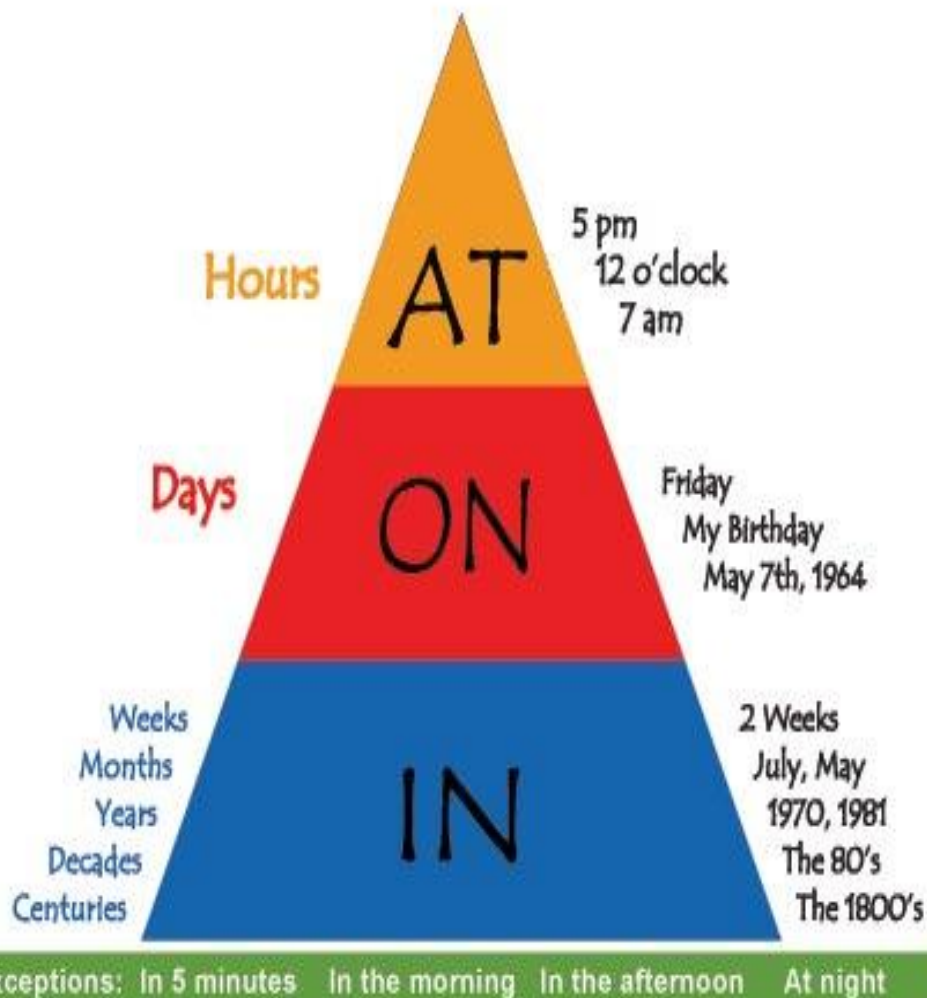 5 pm
Hours AT 12 o'clock
7 am
Days ON Friday
My Birthday
May 7th, 1964
Weeks 2 Weeks
Months July, May
Years IN 1970, 1981
Decades The 80's
Centuries The 1800's
xceptions: In 5 minutes In the morning In the afternoon At night